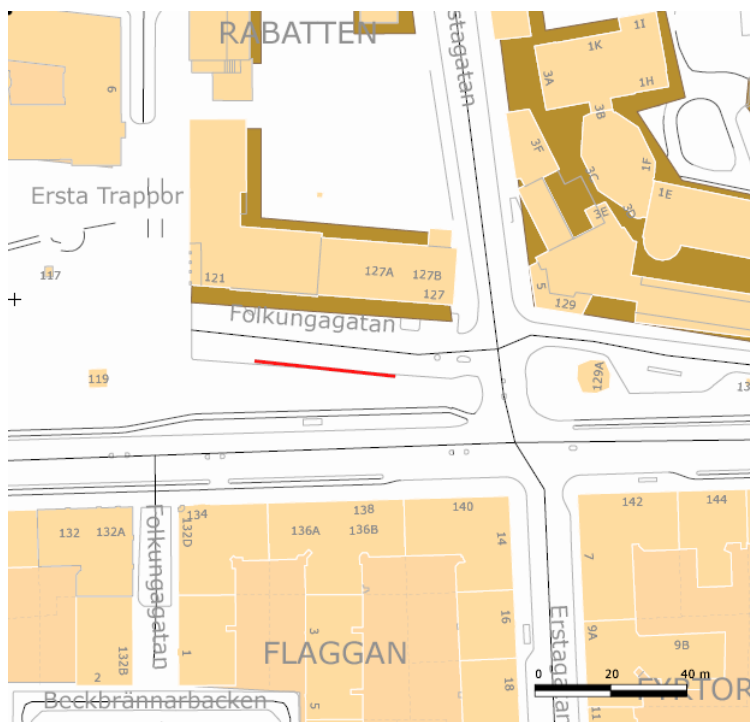 RABATTEN
Erstagatan
1I
1K
1H
3A
6
3B
3F
1F
3C
1E
Ersta Trappor
3D
3E
117
121
127A
127B
127
5
129
Folkungagatan
119
129A
134
138
140
142
144
132
132A
132D
136A
136B
14
7
Folkungagatan
3
16
9A
9B
1
FLAGGAN
Erstagatan
132B
2
18
0 20 40 m
5
Beckbrännarbacken
11